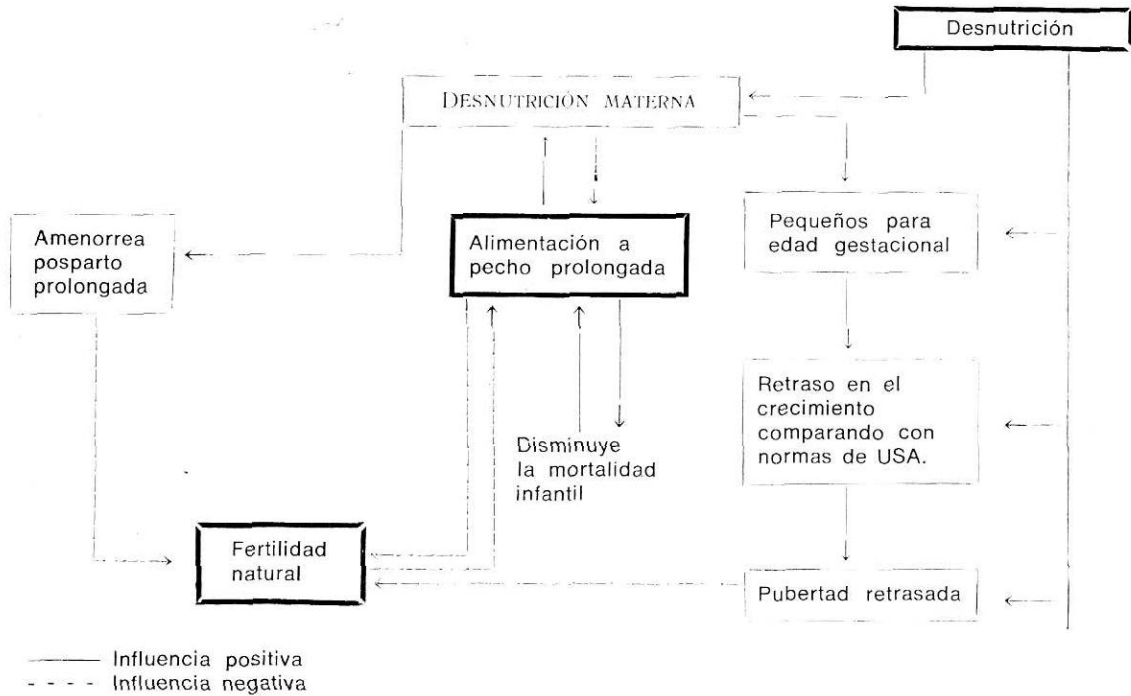 Desnutrición
DESNUTRICIÓN MATERNA
Amenorrea
posparto
prolongada
Alimentación a
pecho prolongada
Pequeños para
edad gestacional
Retraso en el
crecimiento
comparando con
normas de USA.
Disminuye
la mortalidad
infantil
Fertilidad
natural
Pubertad retrasada
Influencia positiva
Influencia negativa